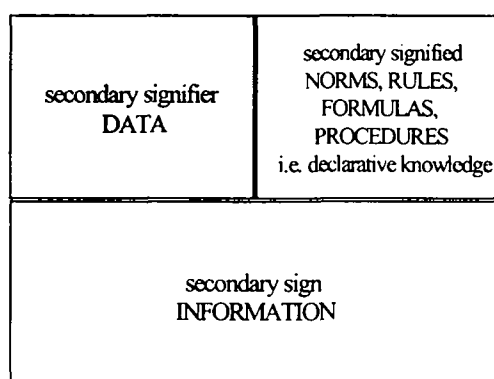 secondary signifier
DATA
secondary signified
NORMS, RULES,
FORMULAS,
PROCEDURES
i.e. declarative knowledge
secondary sign
INFORMATION